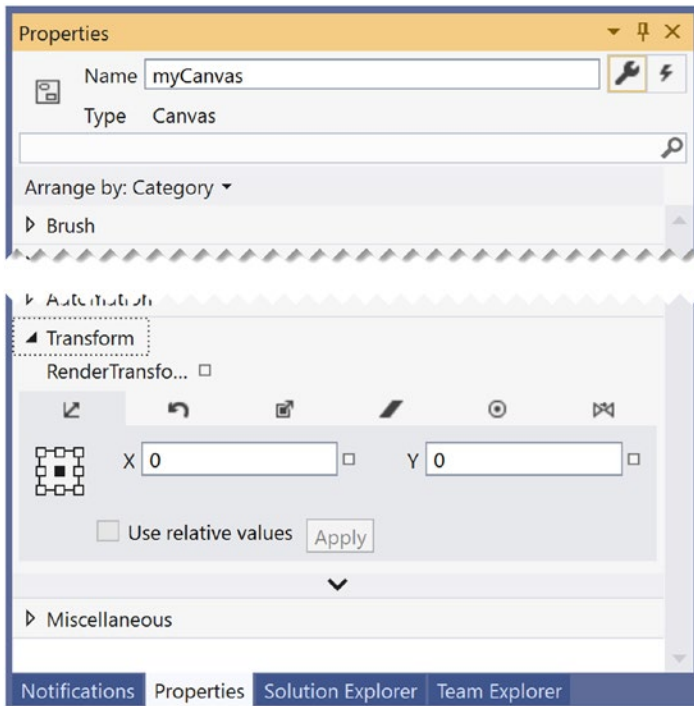 Properties
Name myCanvas
Type Canvas
Arrange by: Category
Brush
Automation
Transform
RenderTransfo...
X 0 Y 0
Use relative values Apply
Miscellaneous
Notifications Properties Solution Explorer Team Explorer